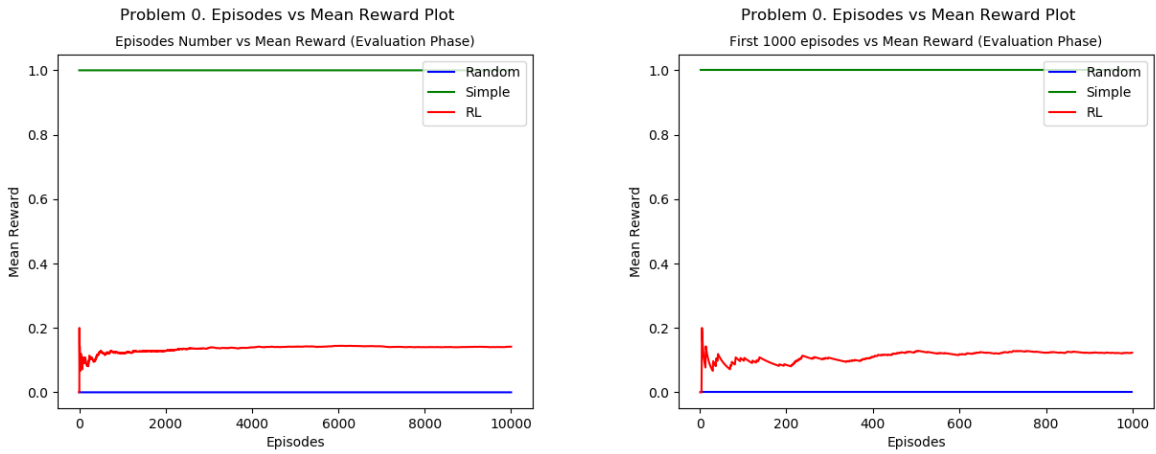 Problem 0. Episodes vs Mean Reward Plot
Episodes Number vs Mean Reward (Evaluation Phase)
1.0
0.8
0.6
0.4
0.2
0.0
Mean Reward
Random
Simple
RL
0
2000
4000
6000
8000
10000
Episodes
Problem 0. Episodes vs Mean Reward Plot
First 1000 episodes vs Mean Reward (Evaluation Phase)
1.0
0.8
0.6
0.4
0.2
0.0
Mean Reward
Random
Simple
RL
0
200
400
600
800
1000
Episodes